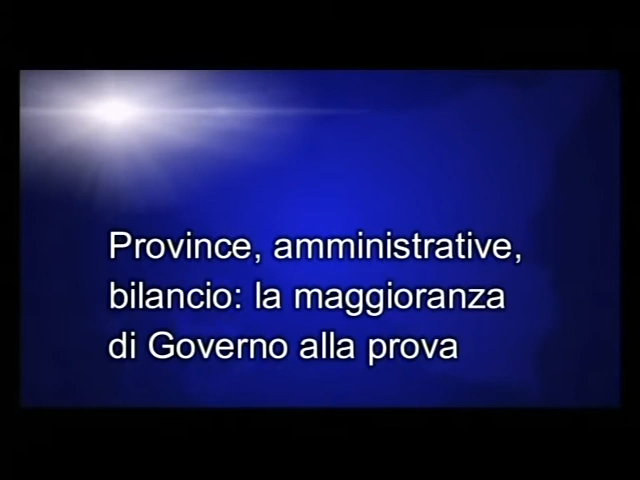 Province, amministrative,
bilancio: la maggioranza
di Governo alla prova